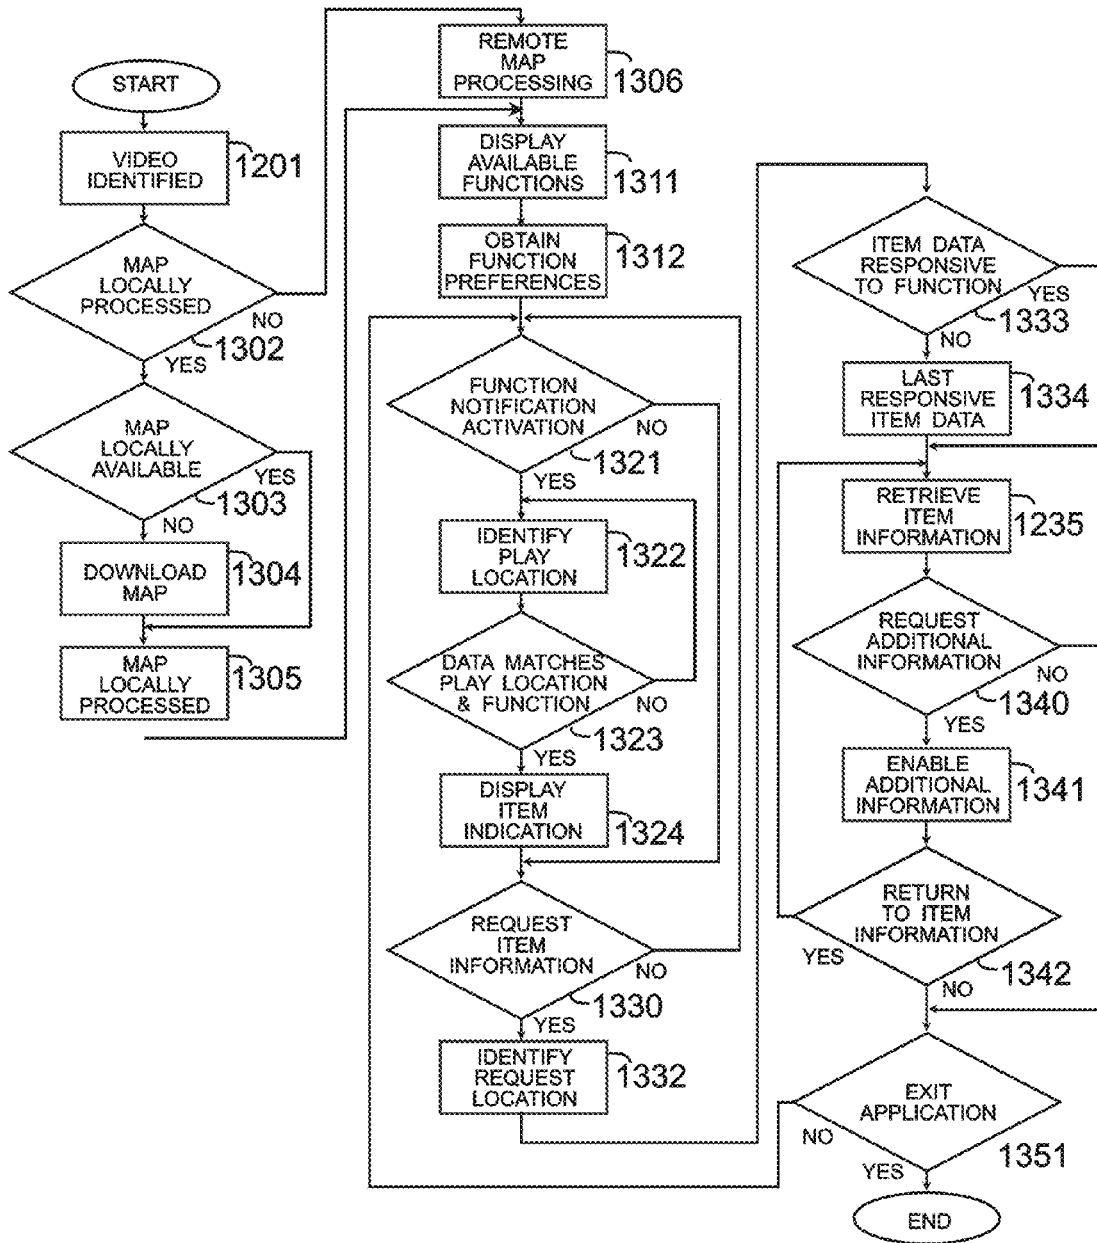 START
VIDEO
IDENTIFIED
1201
MAP
LOCALLY
PROCESSED
NO
1302
YES
MAP
LOCALLY
AVAILABLE
YES
1303
NO
DOWNLOAD
MAP
1304
MAP
LOCALLY
PROCESSED
1305
REMOTE
MAP
PROCESSING
1306
DISPLAY
AVAILABLE
FUNCTIONS
1311
OBTAIN
FUNCTION
PREFERENCES
1312
FUNCTION
NOTIFICATION
ACTIVATION
NO
1321
YES
IDENTIFY
PLAY
LOCATION
1322
DATA MATCHES
PLAY LOCATION
& FUNCTION
NO
1323
YES
DISPLAY
ITEM
INDICATION
1324
REQUEST
ITEM
INFORMATION
NO
1330
YES
IDENTIFY
REQUEST
LOCATION
1332
ITEM DATA
RESPONSIVE
TO FUNCTION
YES
1333
NO
LAST
RESPONSIVE
ITEM DATA
1334
RETRIEVE
ITEM
INFORMATION
1235
REQUEST
ADDITIONAL
INFORMATION
NO
1340
YES
ENABLE
ADDITIONAL
INFORMATION
1341
RETURN
TO ITEM
INFORMATION
YES
1342
NO
EXIT
APPLICATION
NO
1351
YES
END